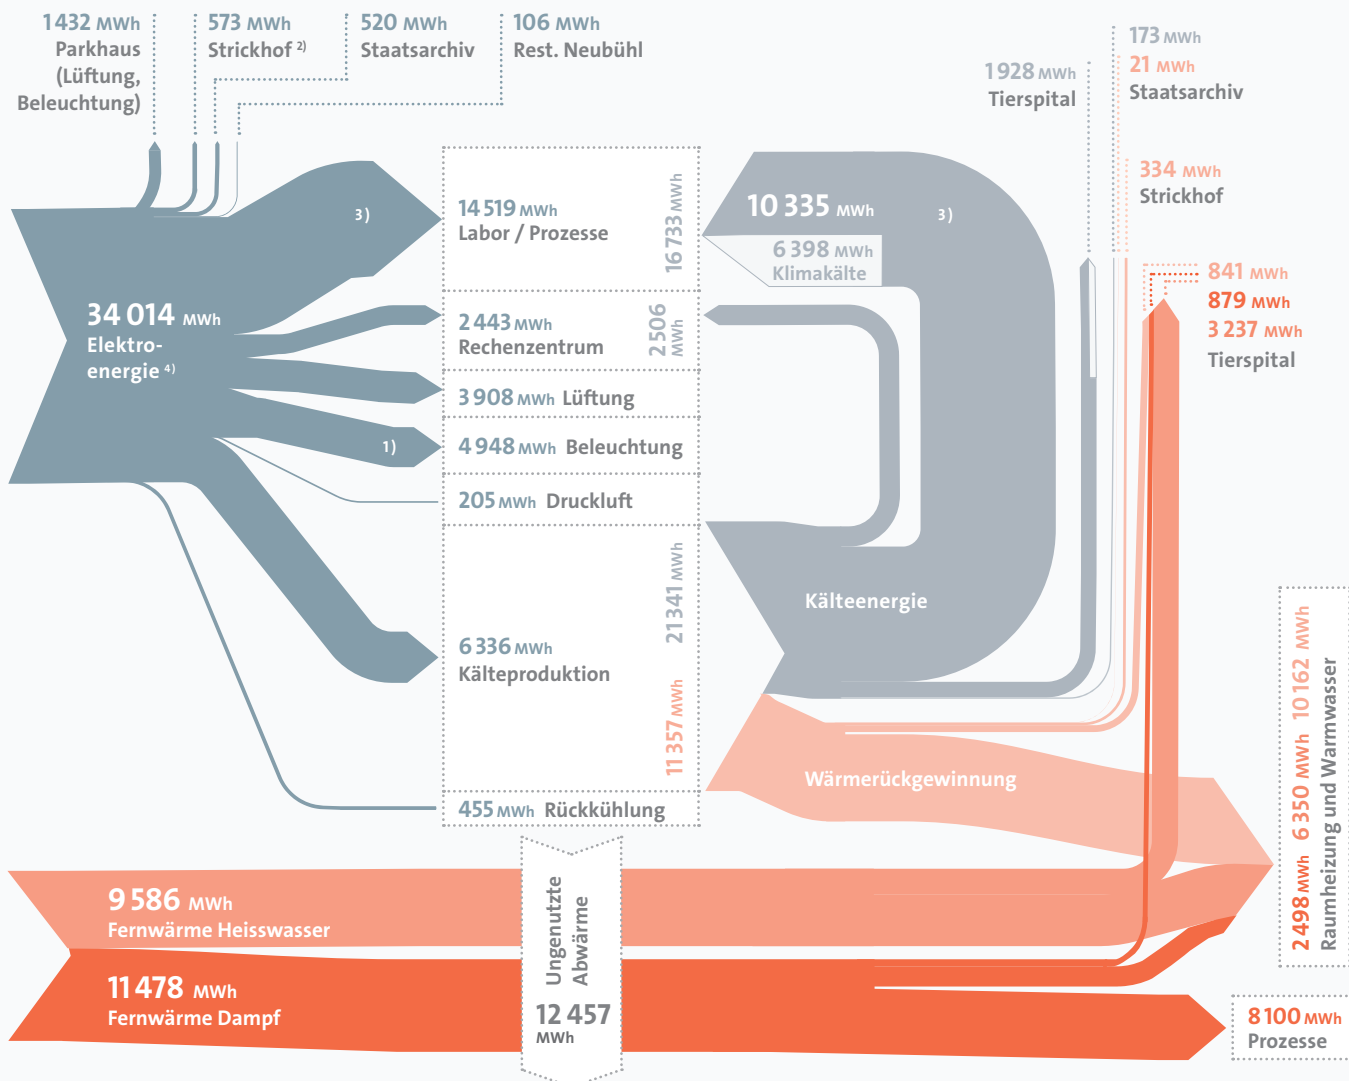 1 432 MWh
Parkhaus
(Lüftung,
Beleuchtung)
573 MWh
Strickhof 2)
520 MWh
Staatsarchiv
106 MWh
Rest. Neubühl
1 928 MWh
Tierspital
173 MWh
21 MWh
Staatsarchiv
334 MWh
Strickhof
841 MWh
879 MWh
3 237 MWh
Tierspital
34 014 MWh
Elektro-
energie 4)
3)
1)
14 519 MWh
Labor / Prozesse
16 733 MWh
2 443 MWh
Rechenzentrum
2 506
MWh
3 908 MWh Lüftung
4 948 MWh Beleuchtung
205 MWh Druckluft
6 336 MWh
Kälteproduktion
21 341 MWh
11 357 MWh
455 MWh Rückkühlung
10 335 MWh
3)
6 398 MWh
Klimakälte
Kälteenergie
Wärmerückgewinnung
2 498 MWh 6 350 MWh 10 162 MWh
Raumheizung und Warmwasser
9 586 MWh
Fernwärme Heisswasser
11 478 MWh
Fernwärme Dampf
Ungenutzte
Abwärme
12 457
MWh
8 100 MWh
Prozesse